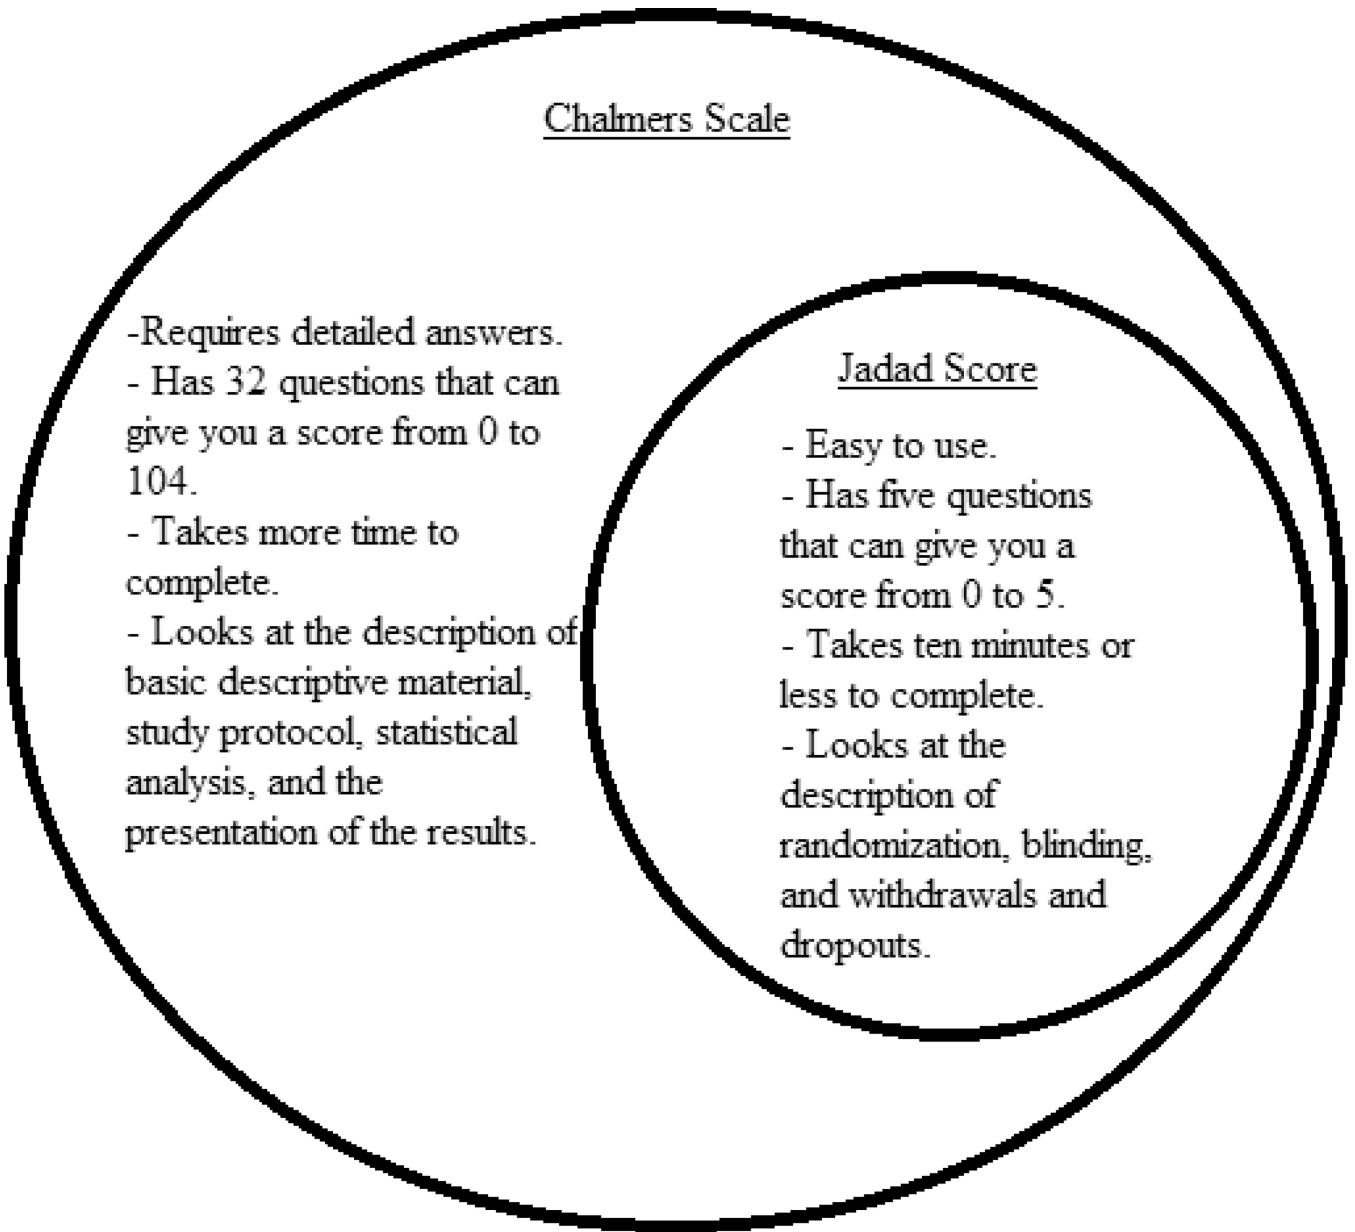 Chalmers Scale
-Requires detailed answers.
- Has 32 questions that can
give you a score from 0 to
104.
- Takes more time to
complete.
- Looks at the description of
basic descriptive material,
study protocol, statistical
analysis, and the
presentation of the results.
Jadad Score
- Easy to use.
- Has five questions
that can give you a
score from 0 to 5.
- Takes ten minutes or
less to complete.
- Looks at the
description of
randomization, blinding,
and withdrawals and
dropouts.